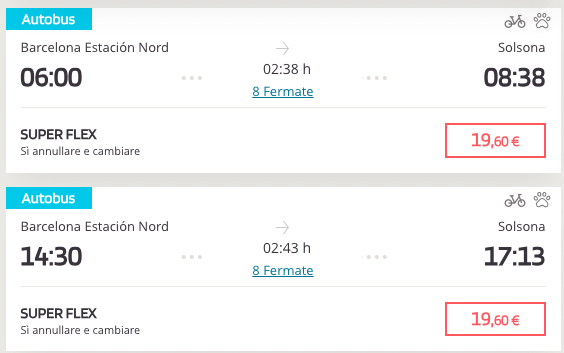 Autobus
Barcelona Estación Nord Solsona
06:00 02:38 h 08:38
8 Fermate
SUPER FLEX
Sì annullare e cambiare
19,60 €
Autobus
Barcelona Estación Nord Solsona
14:30 02:43 h 17:13
8 Fermate
SUPER FLEX
Sì annullare e cambiare
19,60 €